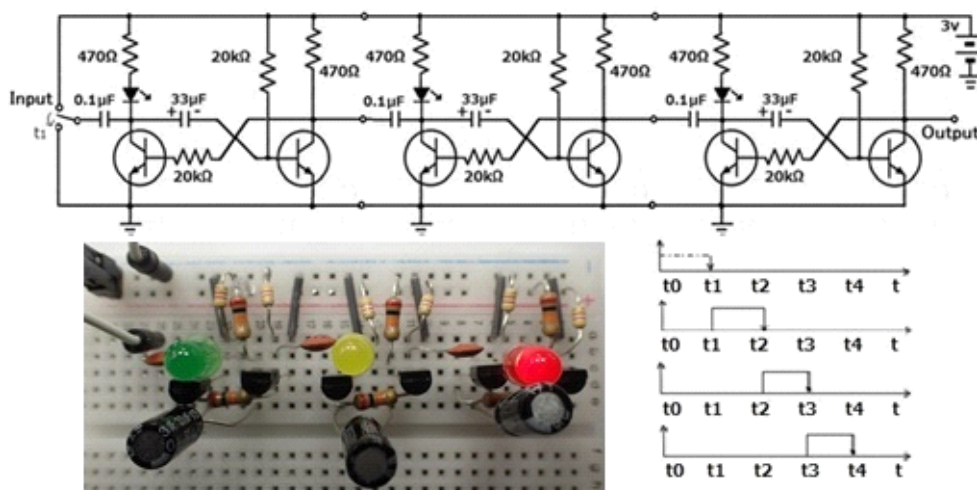 3v
470Ω 20kΩ 470Ω 470Ω 20kΩ 470Ω 470Ω 20kΩ 470Ω
Input 0.1μF 33μF 0.1μF 33μF 0.1μF 33μF
+ - + - + -
t1 Output
20kΩ 20kΩ 20kΩ
t0 t1 t2 t3 t4 t
t0 t1 t2 t3 t4 t
t0 t1 t2 t3 t4 t
t0 t1 t2 t3 t4 t